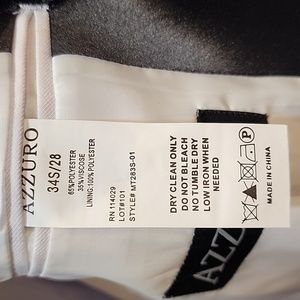 AZZURO
34S/28
65%POLYESTER
35%VISCOSE
LINING:100% POLYESTER
RN 114029
LOT#101
STYLE# MT283S-01
DRY CLEAN ONLY
DO NOT BLEACH
NO TUMBLE DRY
LOW IRON WHEN
NEEDED
P
MADE IN CHINA
AZZU